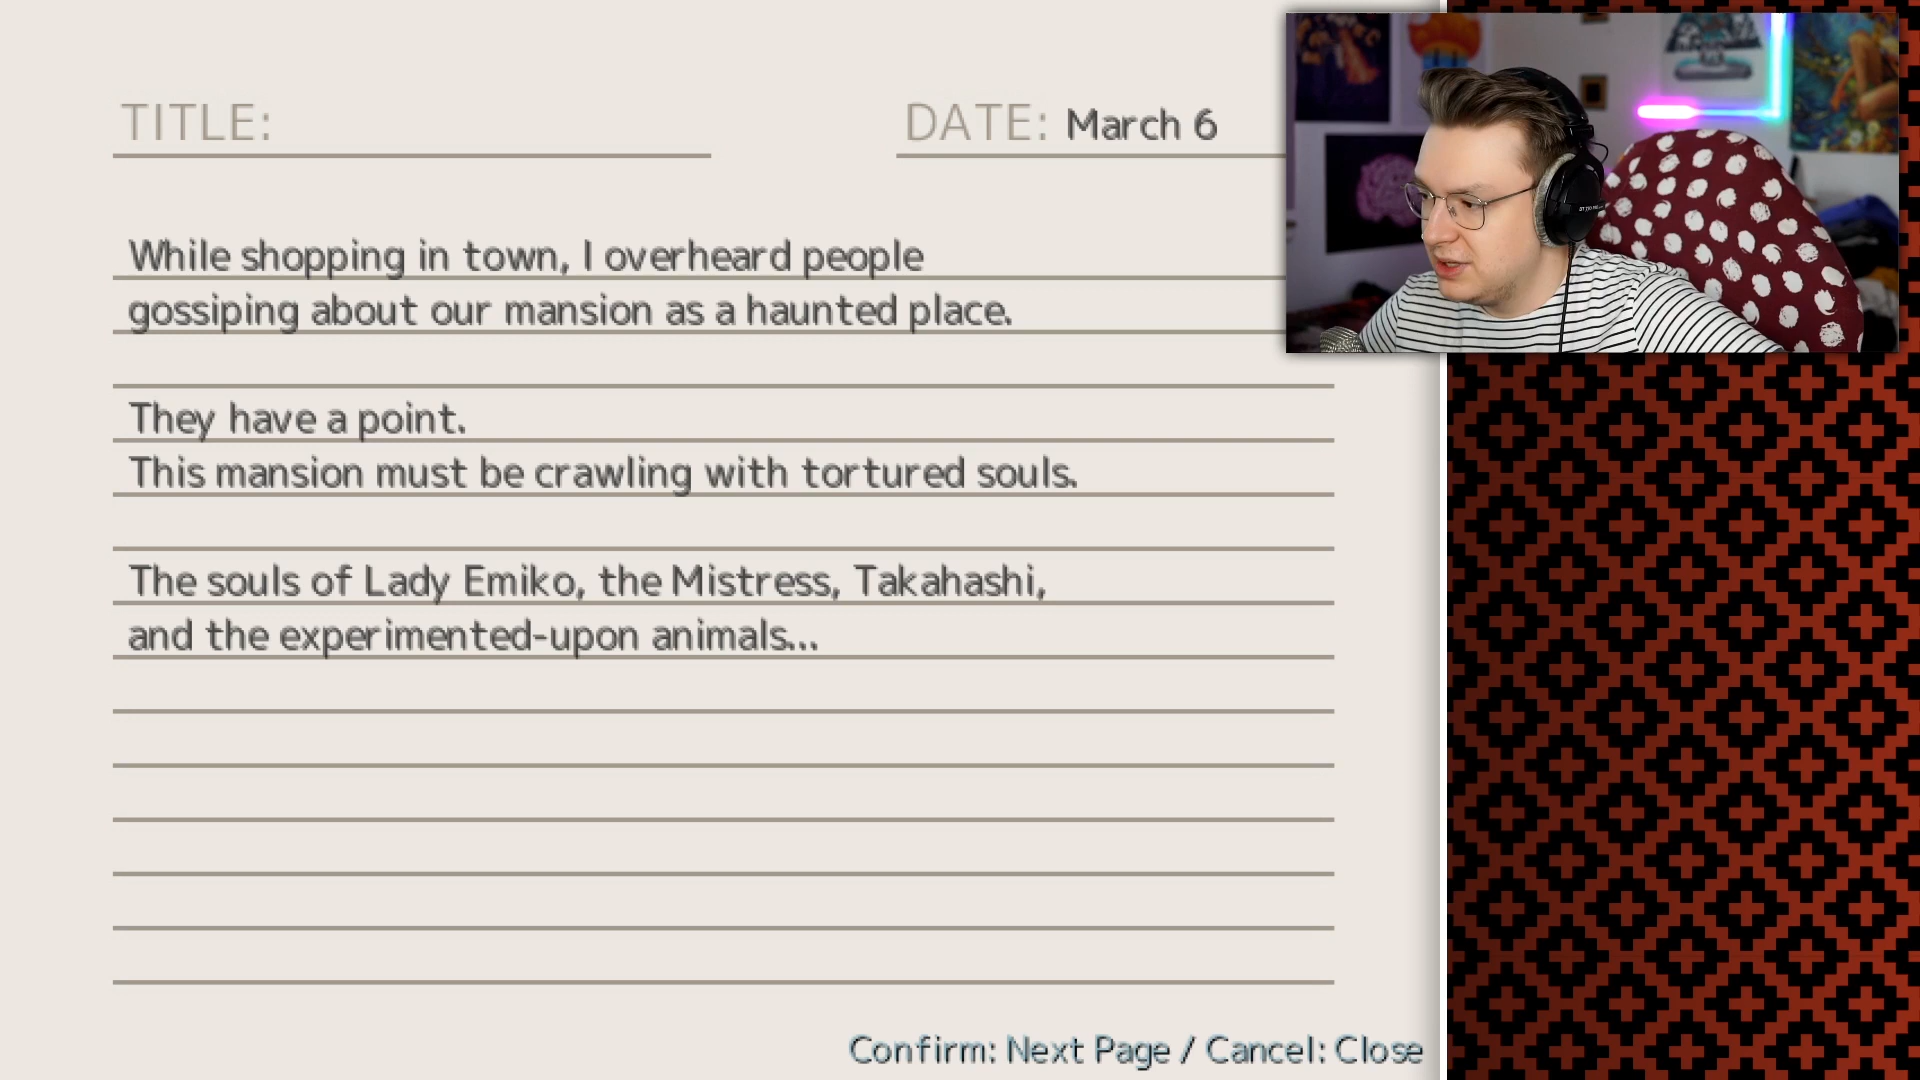 TITLE:
DATE: March 6
While shopping in town, I overheard people
gossiping about our mansion as a haunted place.
They have a point.
This mansion must be crawling with tortured souls.
The souls of Lady Emiko, the Mistress, Takahashi,
and the experimented-upon animals...
Confirm: Next Page / Cancel: Close